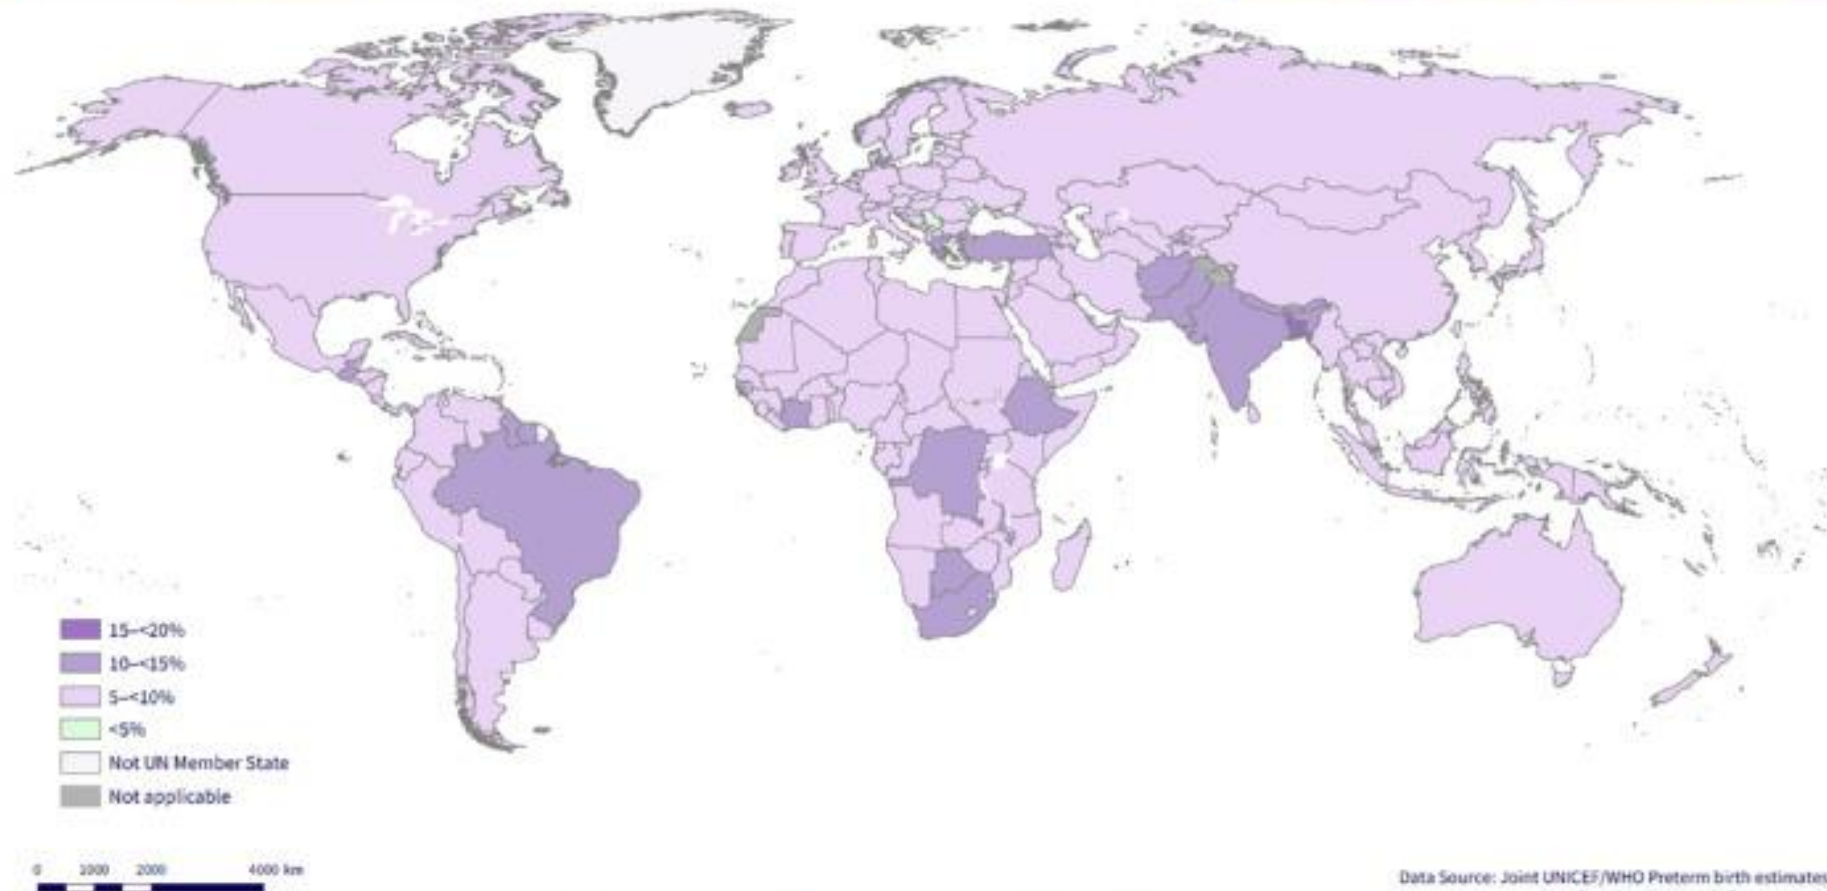 15–<20%
10–<15%
5–<10%
<5%
Not UN Member State
Not applicable
0 1000 2000 4000 km
Data Source: Joint UNICEF/WHO Preterm birth estimates